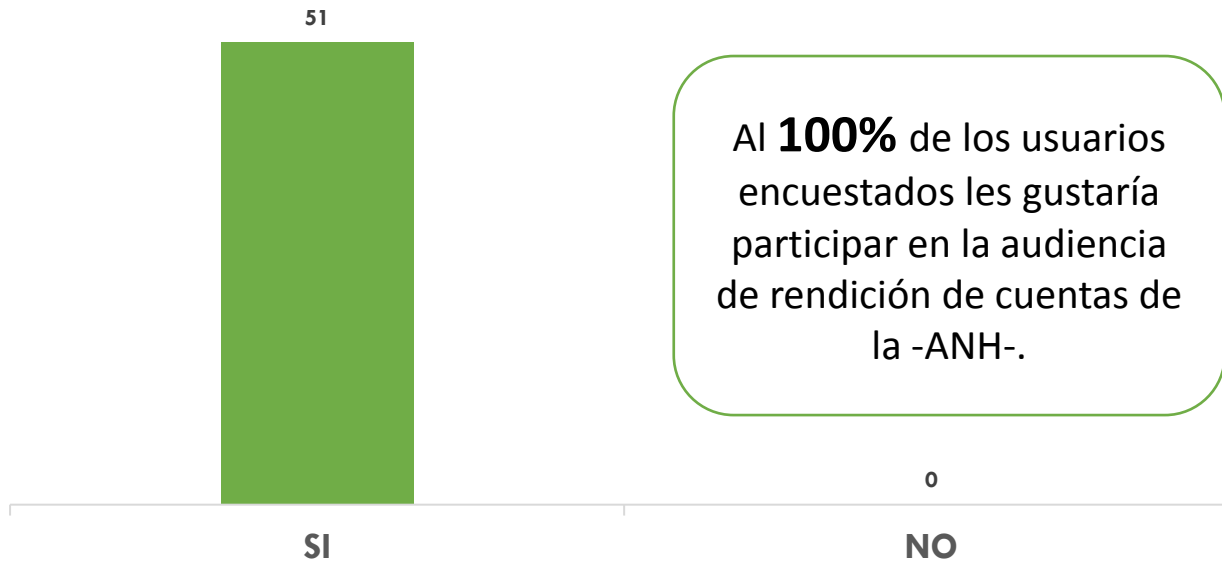 51
Al 100% de los usuarios
encuestados les gustaría
participar en la audiencia
de rendición de cuentas de
la -ANH-.
0
SI
NO